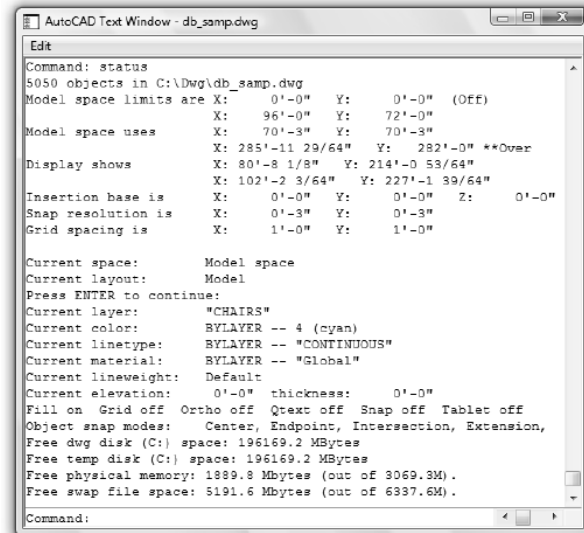 AutoCAD Text Window - db_samp.dwg
Edit
Command: status
5050 objects in C:\Dwg\db_samp.dwg
Model space limits are X: 0'-0" Y: 0'-0" (Off)
X: 96'-0" Y: 72'-0"
Model space uses X: 70'-3" Y: 70'-3"
X: 285'-11 29/64" Y: 282'-0" **Over
Display shows X: 80'-8 1/8" Y: 214'-0 53/64"
X: 102'-2 3/64" Y: 227'-1 39/64"
Insertion base is X: 0'-0" Y: 0'-0" Z: 0'-0"
Snap resolution is X: 0'-3" Y: 0'-3"
Grid spacing is X: 1'-0" Y: 1'-0"
Current space: Model space
Current layout: Model
Press ENTER to continue:
Current layer: "CHAIRS"
Current color: BYLAYER -- 4 (cyan)
Current linetype: BYLAYER -- "CONTINUOUS"
Current material: BYLAYER -- "Global"
Current lineweight: Default
Current elevation: 0'-0" thickness: 0'-0"
Fill on Grid off Ortho off Qtext off Snap off Tablet off
Object snap modes: Center, Endpoint, Intersection, Extension,
Free dwg disk (C:) space: 196169.2 MBytes
Free temp disk (C:) space: 196169.2 MBytes
Free physical memory: 1889.8 Mbytes (out of 3069.3M).
Free swap file space: 5191.6 Mbytes (out of 6337.6M).
Command: